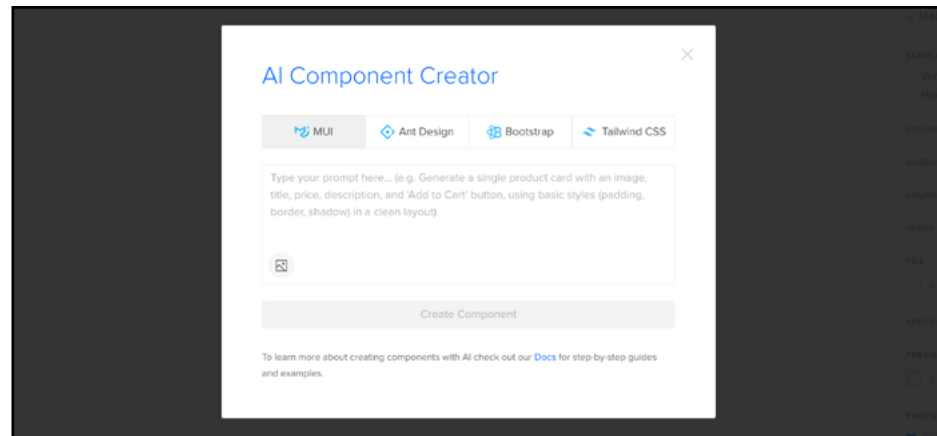 AI Component Creator
MUI
Ant Design
Bootstrap
Tailwind CSS
Type your prompt here... (e.g. Generate a single product card with an image,
title, price, description, and 'Add to Cart' button, using basic styles (padding,
border, shadow) in a clean layout)
Create Component
To learn more about creating components with AI check out our Docs for step-by-step guides
and examples.
FILL